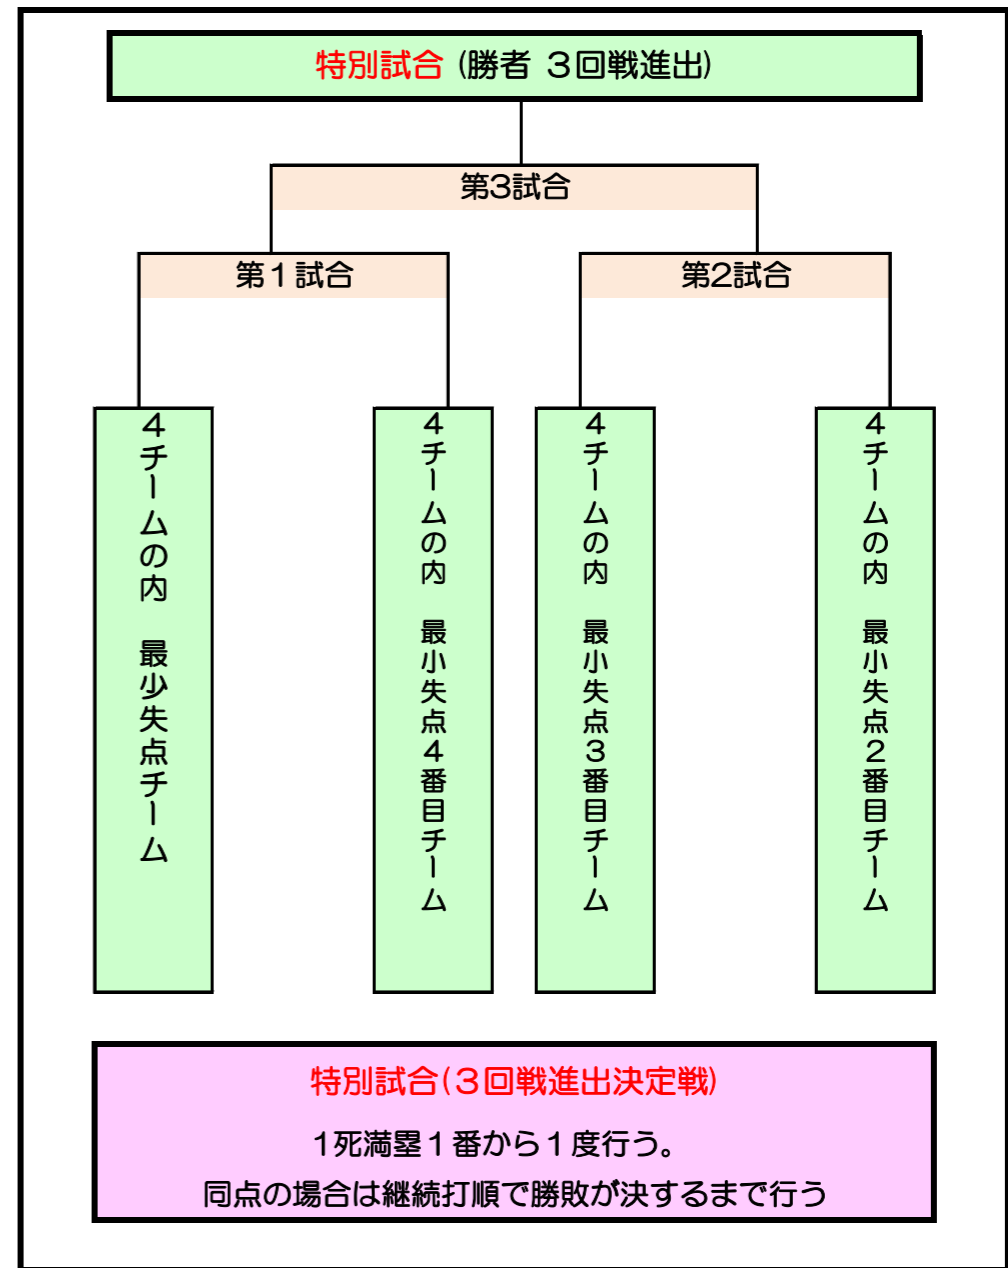 特別試合 (勝者 ３回戦進出)
第3試合
第１試合
第2試合
４チームの内　最少失点チーム
４チームの内　最小失点４番目チーム
４チームの内　最小失点３番目チーム
４チームの内　最小失点２番目チーム
特別試合(３回戦進出決定戦)
1死満塁１番から１度行う。
同点の場合は継続打順で勝敗が決するまで行う